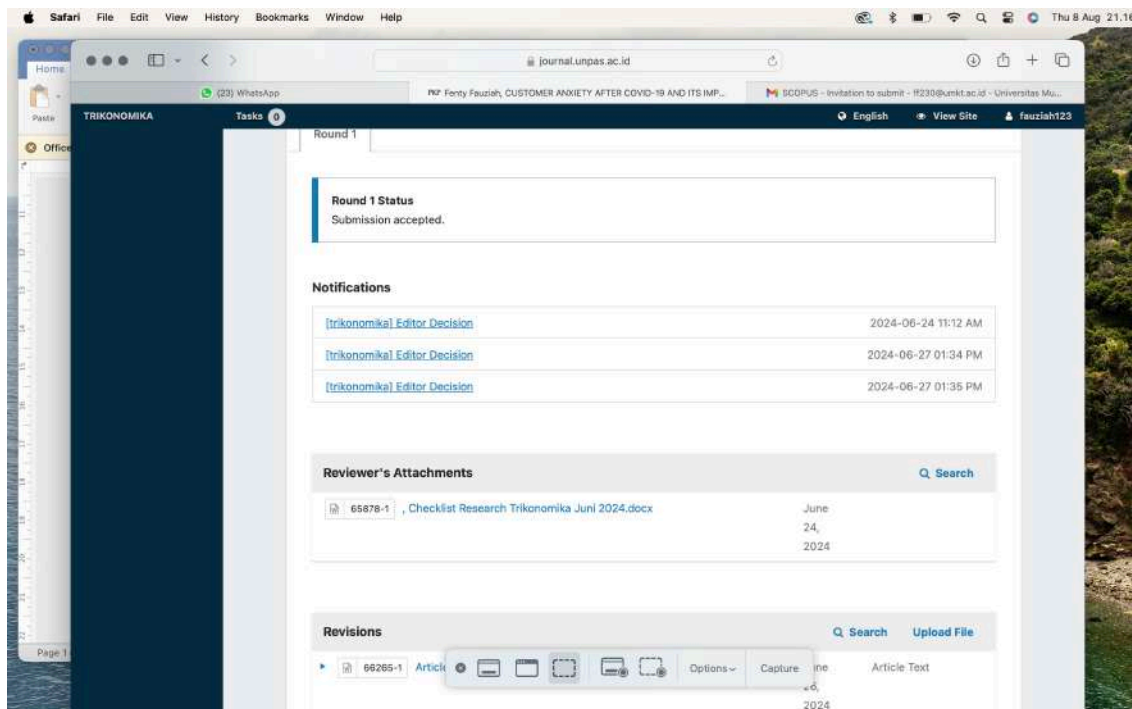 Safari File Edit View History Bookmarks Window Help Thu 8 Aug 21.16
Home
journal.unpas.ac.id
(23) WhatsApp
Fenty Fauziah, CUSTOMER ANXIETY AFTER COVID-19 AND ITS IMP...
SCOPUS - Invitation to submit - ff230@umkt.ac.id - Universitas Mu...
Paste
TRIKONOMIKA Tasks 0 English View Site fauziah123
Office
Round 1
Round 1 Status
Submission accepted.
Notifications
[trikonomika] Editor Decision 2024-06-24 11:12 AM
[trikonomika] Editor Decision 2024-06-27 01:34 PM
[trikonomika] Editor Decision 2024-06-27 01:35 PM
Reviewer's Attachments Search
65878-1 , Checklist Research Trikonomika Juni 2024.docx June
24,
2024
Revisions Search Upload File
Page 1
66265-1 Article Options Capture Article Text
2024